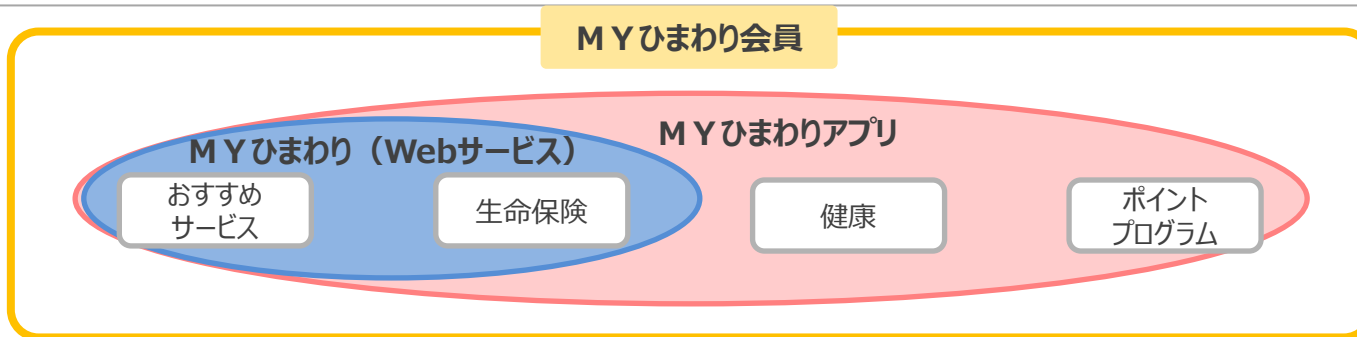 ＭＹひまわり会員
ＭＹひまわりアプリ
ＭＹひまわり（Webサービス）
おすすめ
サービス
生命保険
健康
ポイント
プログラム